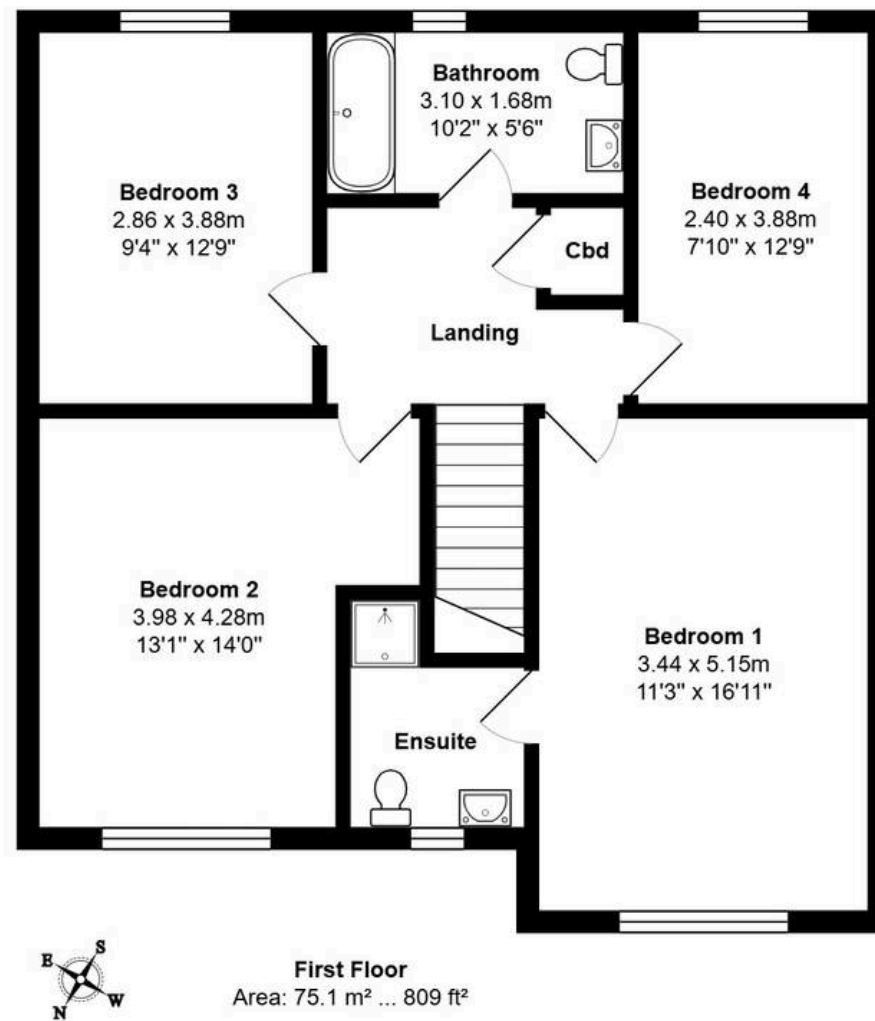 Bathroom
3.10 x 1.68m
10'2" x 5'6"
Bedroom 3
2.86 x 3.88m
9'4" x 12'9"
Bedroom 4
2.40 x 3.88m
7'10" x 12'9"
Cbd
Landing
Bedroom 2
3.98 x 4.28m
13'1" x 14'0"
Bedroom 1
3.44 x 5.15m
11'3" x 16'11"
Ensuite
S
E
W
N
First Floor
Area: 75.1 m² ... 809 ft²